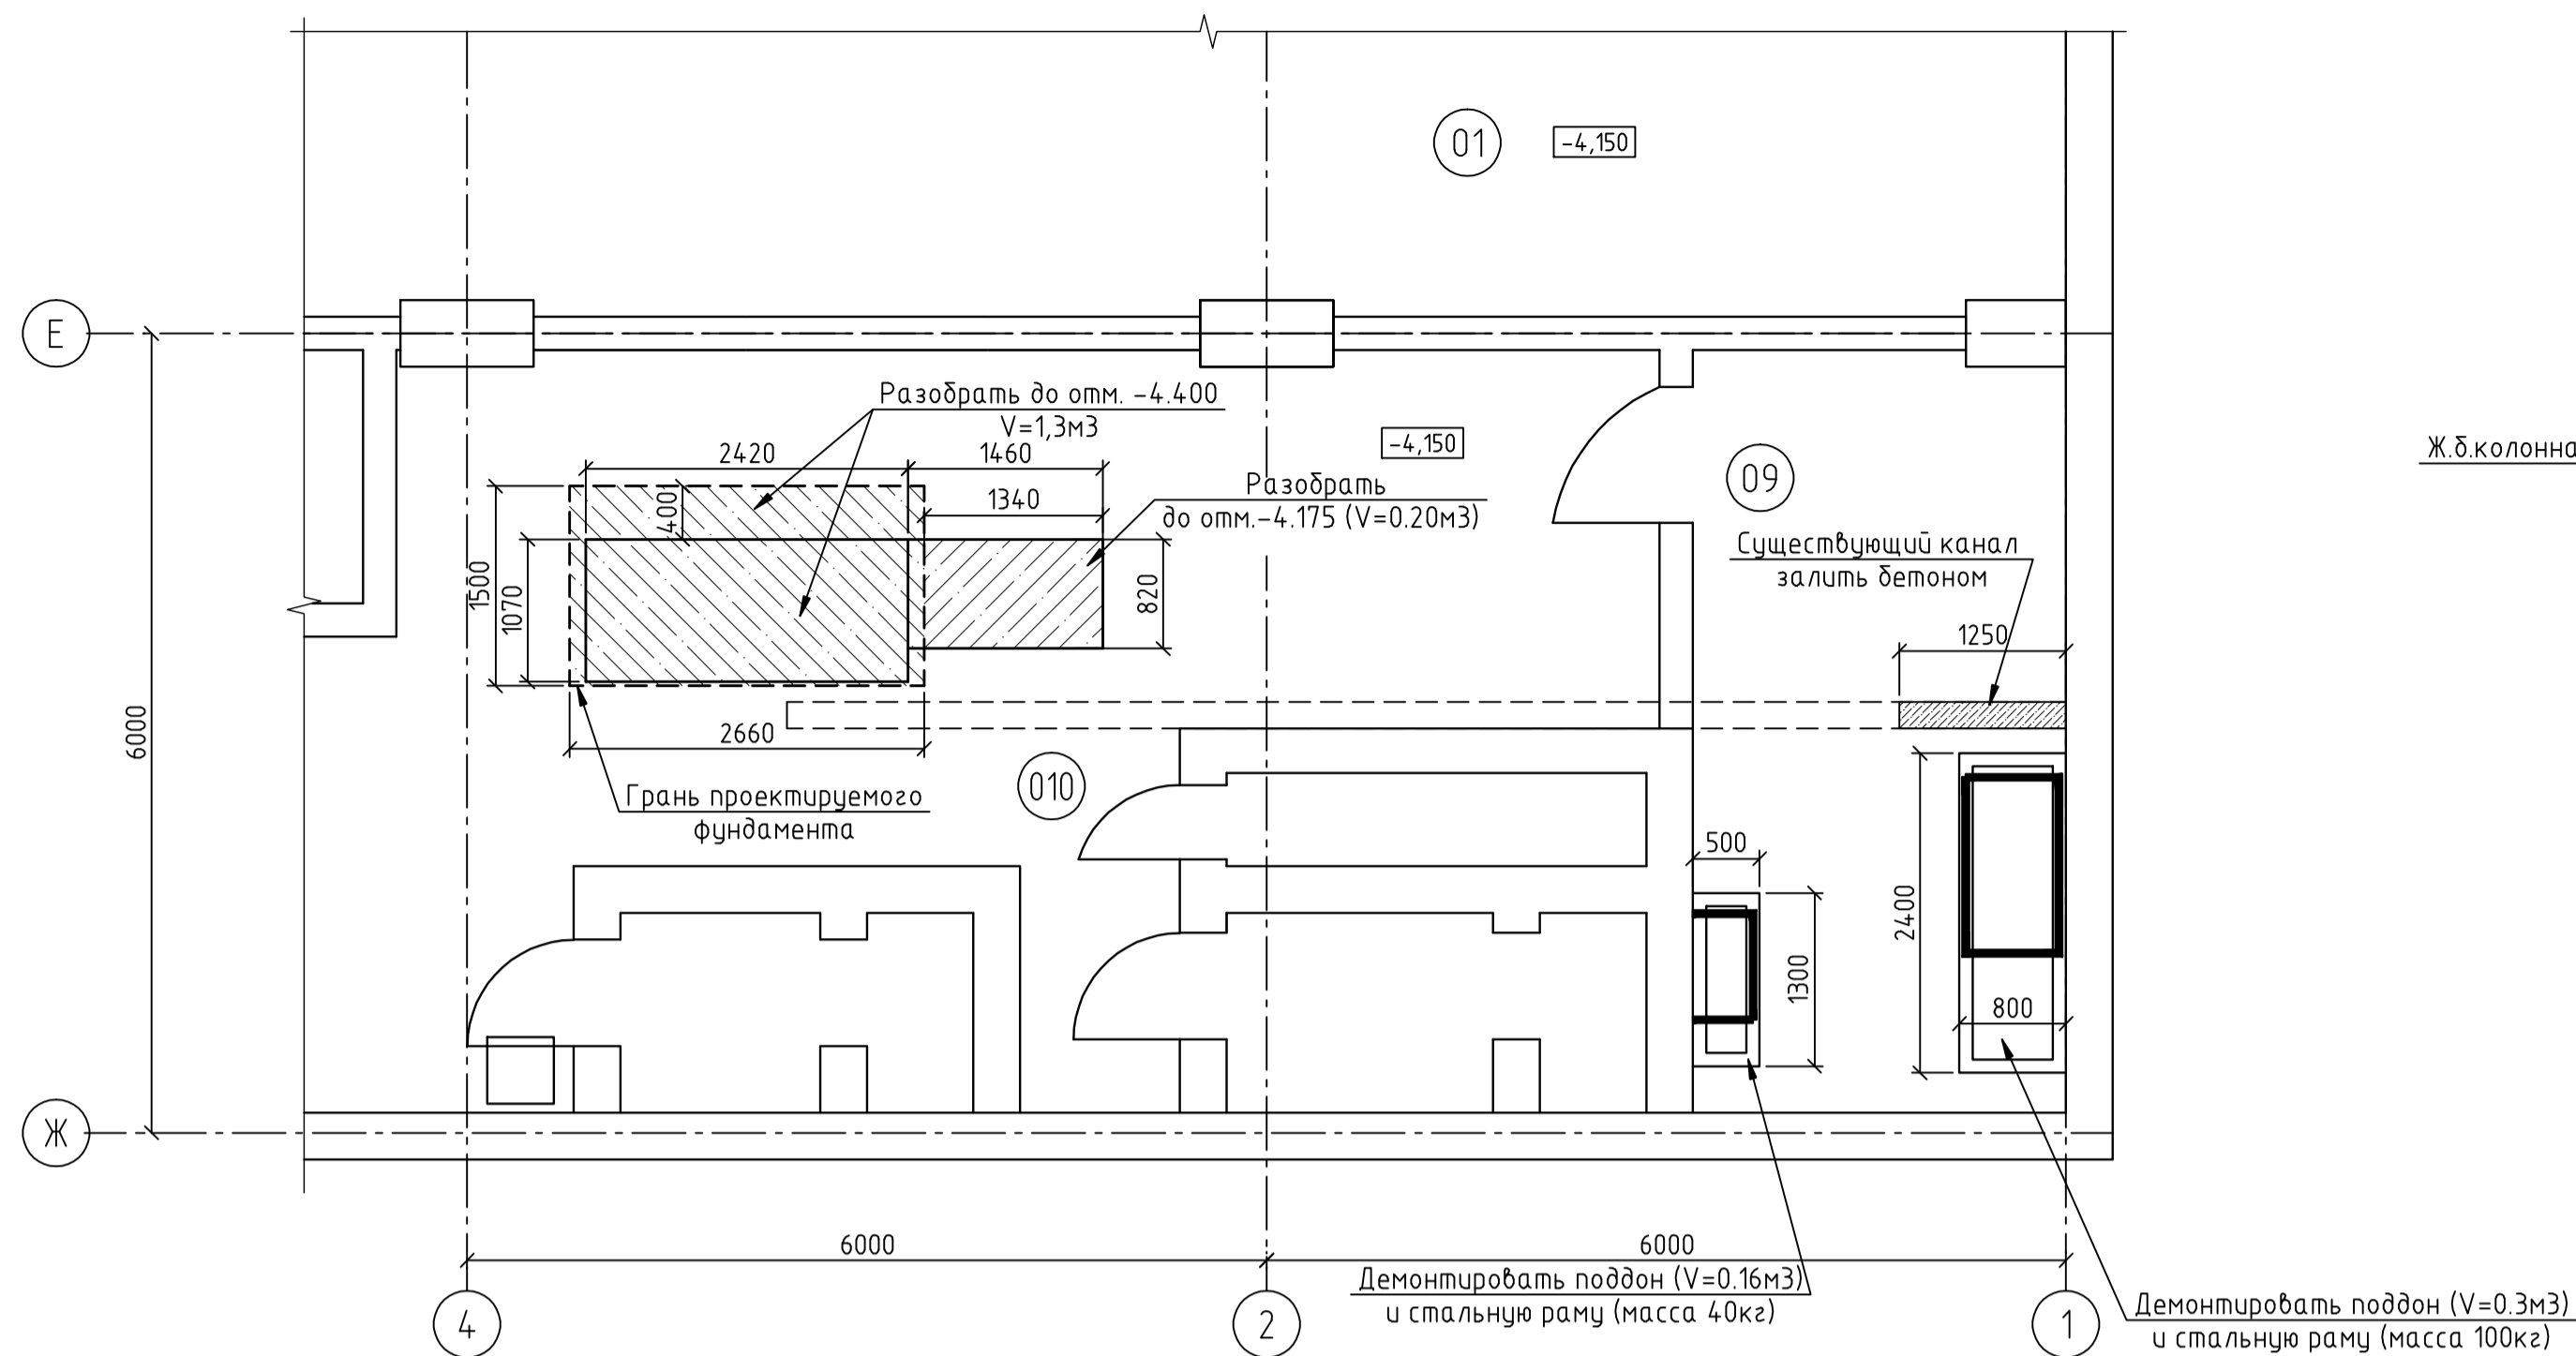 01
-4,150
Е
Разобрать до отм. -4.400
V=1,3м3
-4,150
Ж.б.колонна
2420
1460
09
Разобрать
до отм.-4.175 (V=0.20м3)
400
1340
Существующий канал
залить бетоном
1500
1070
820
1250
6000
2660
010
Грань проектируемого
фундамента
500
2400
1300
800
Ж
6000
6000
Демонтировать поддон (V=0.16м3)
и стальную раму (масса 40кг)
Демонтировать поддон (V=0.3м3)
и стальную раму (масса 100кг)
4
2
1